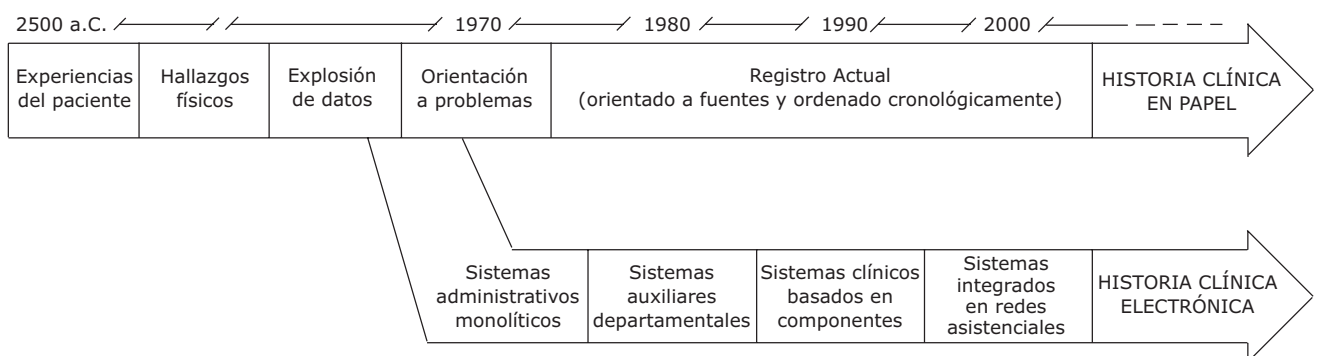 2500 a.C. 1970 1980 1990 2000
Experiencias
del paciente
Hallazgos
físicos
Explosión
de datos
Orientación
a problemas
Registro Actual
(orientado a fuentes y ordenado cronológicamente)
HISTORIA CLÍNICA
EN PAPEL
Sistemas
administrativos
monolíticos
Sistemas
auxiliares
departamentales
Sistemas clínicos
basados en
componentes
Sistemas
integrados
en redes
asistenciales
HISTORIA CLÍNICA
ELECTRÓNICA